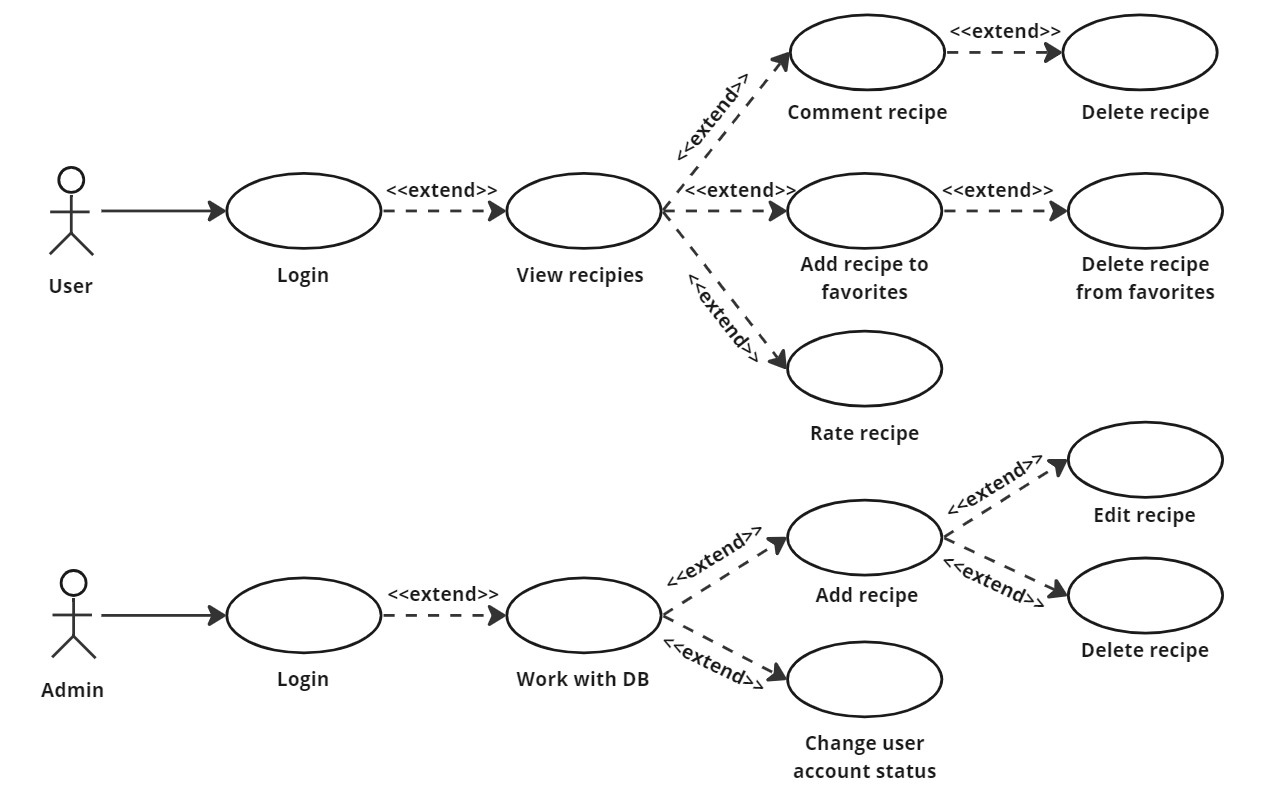 <<extend>>
<<extend>>
Comment recipe
Delete recipe
<<extend>>
<<extend>>
<<extend>>
User
Login
View recipies
Add recipe to
favorites
Delete recipe
from favorites
<<extend>>
Rate recipe
<<extend>>
Edit recipe
<<extend>>
<<extend>>
Add recipe
<<extend>>
Delete recipe
<<extend>>
Admin
Login
Work with DB
Change user
account status